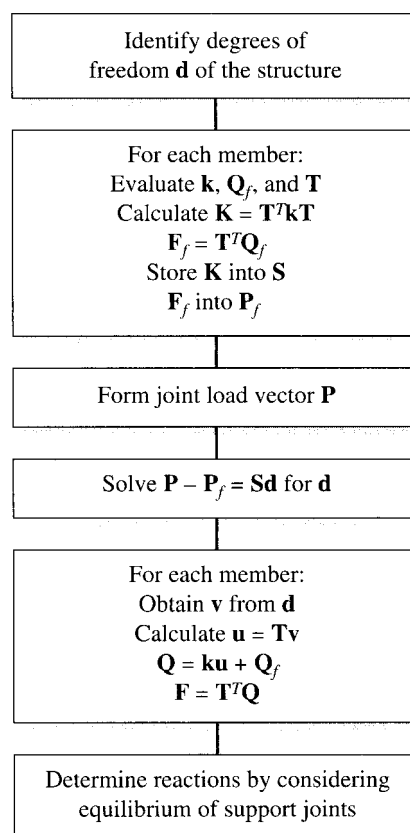 Identify degrees of
freedom d of the structure
For each member:
Evaluate k, Q_f, and T
Calculate K = T^T kT
F_f = T^T Q_f
Store K into S
F_f into P_f
Form joint load vector P
Solve P – P_f = Sd for d
For each member:
Obtain v from d
Calculate u = Tv
Q = ku + Q_f
F = T^T Q
Determine reactions by considering
equilibrium of support joints